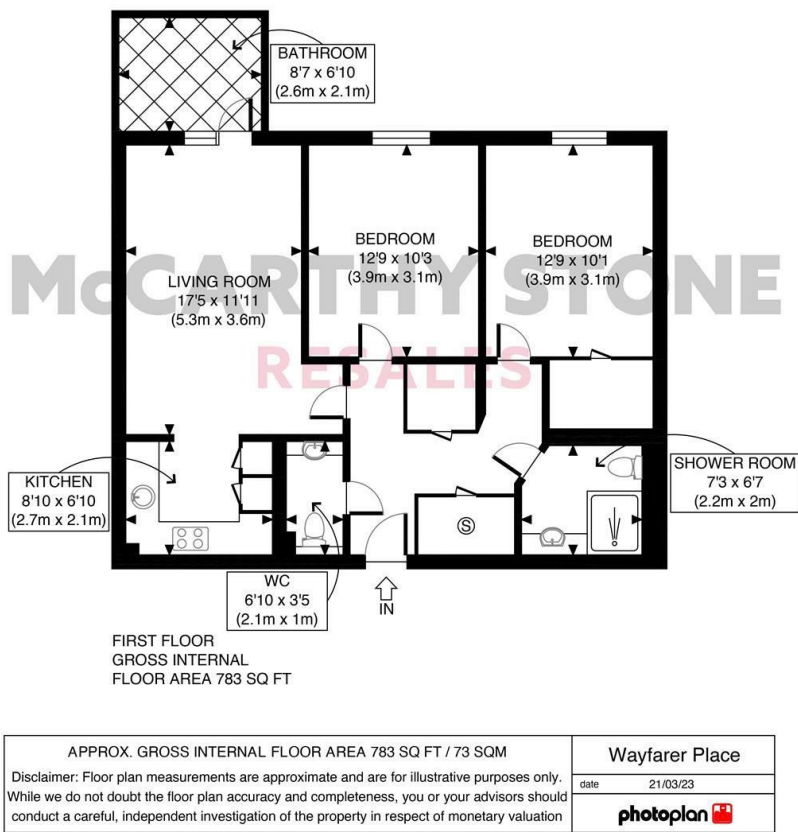 BATHROOM
8'7 x 6'10
(2.6m x 2.1m)
BEDROOM
12'9 x 10'3
(3.9m x 3.1m)
BEDROOM
12'9 x 10'1
(3.9m x 3.1m)
LIVING ROOM
17'5 x 11'11
(5.3m x 3.6m)
McCARTHY STONE
RESALES
KITCHEN
8'10 x 6'10
(2.7m x 2.1m)
SHOWER ROOM
7'3 x 6'7
(2.2m x 2m)
S
WC
6'10 x 3'5
(2.1m x 1m)
IN
FIRST FLOOR
GROSS INTERNAL
FLOOR AREA 783 SQ FT
APPROX. GROSS INTERNAL FLOOR AREA 783 SQ FT / 73 SQM
Disclaimer: Floor plan measurements are approximate and are for illustrative purposes only.
While we do not doubt the floor plan accuracy and completeness, you or your advisors should
conduct a careful, independent investigation of the property in respect of monetary valuation
Wayfarer Place
date 21/03/23
photoplan